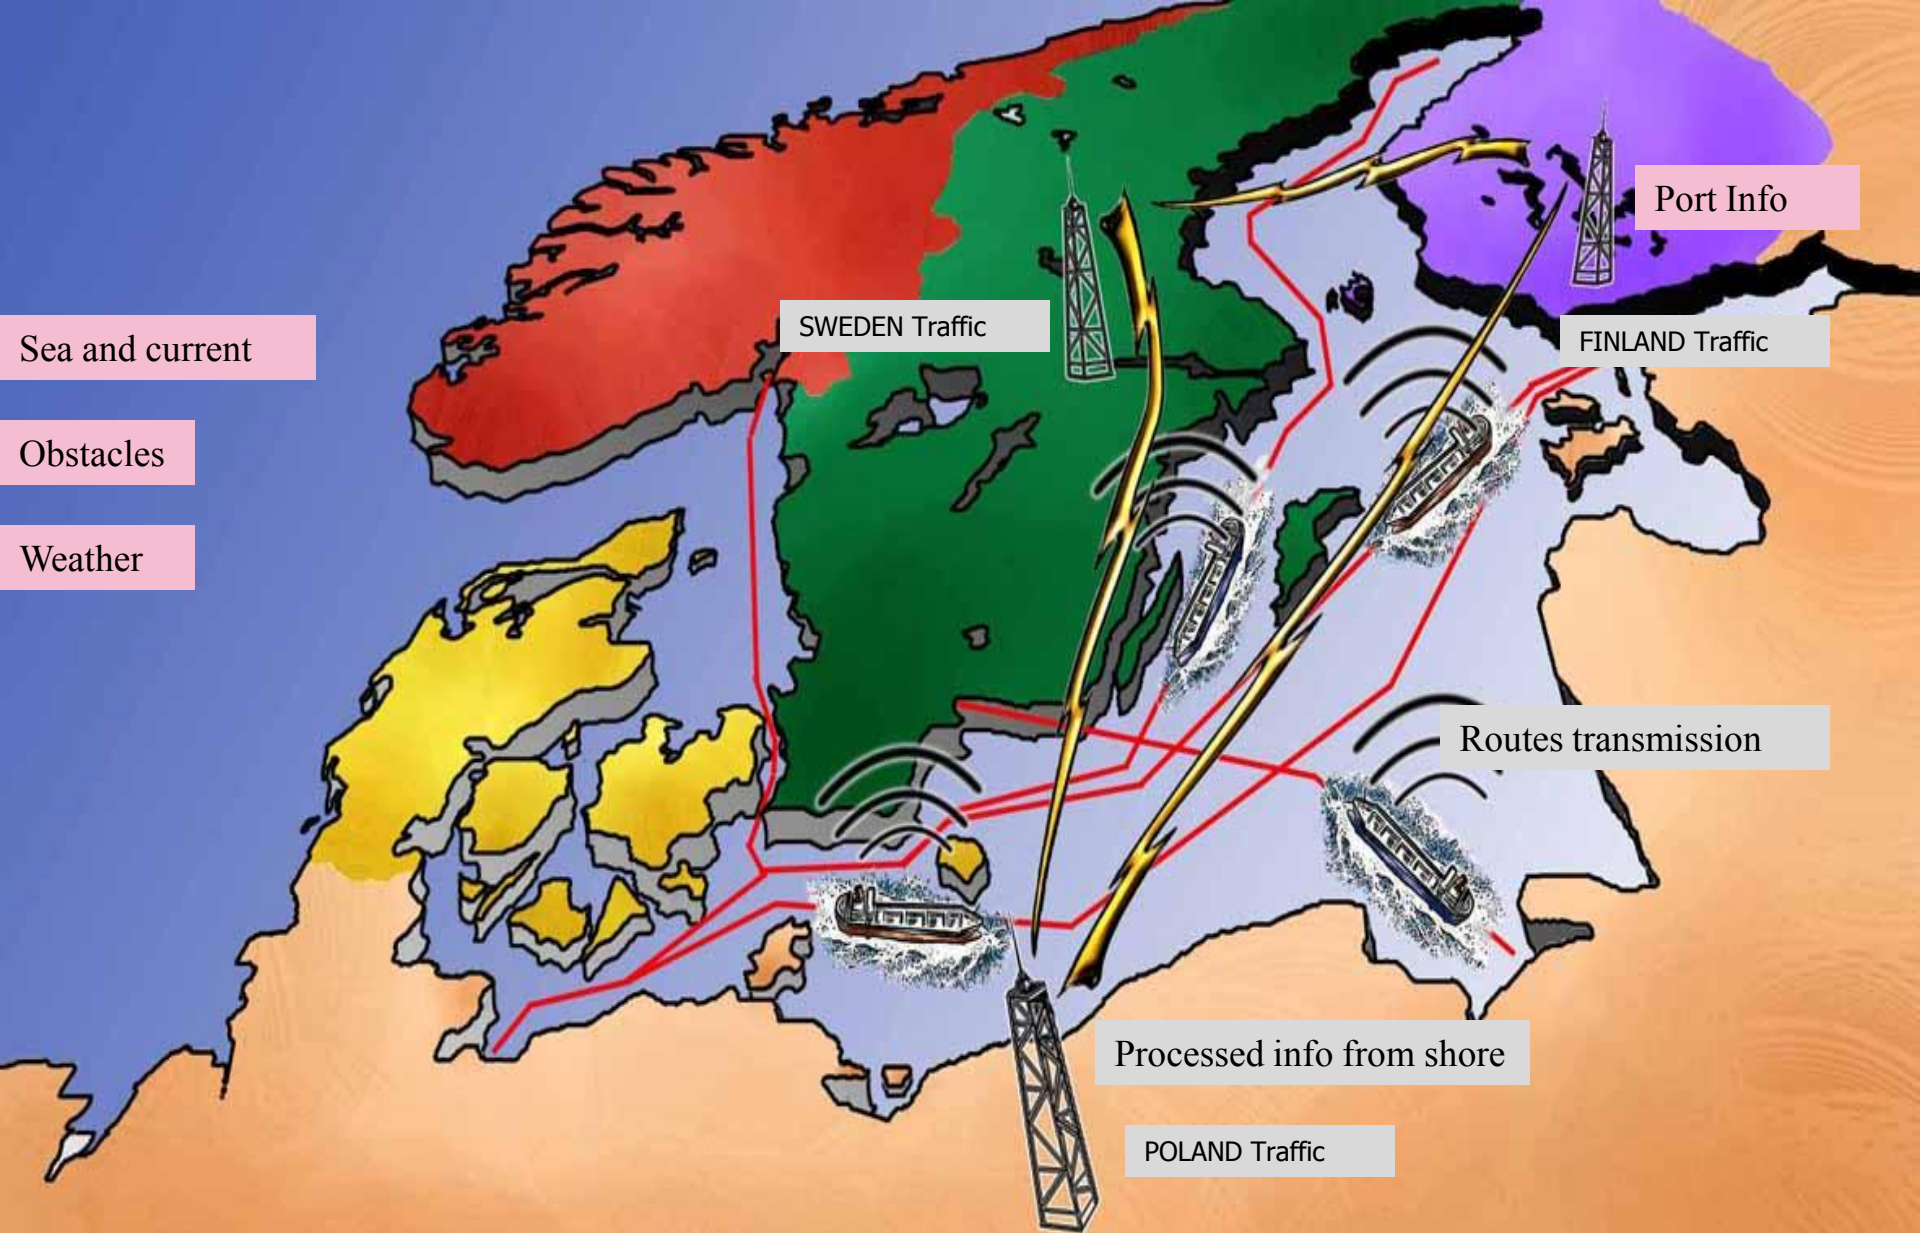 Port Info
SWEDEN Traffic
FINLAND Traffic
Sea and current
Obstacles
Weather
Routes transmission
Processed info from shore
POLAND Traffic